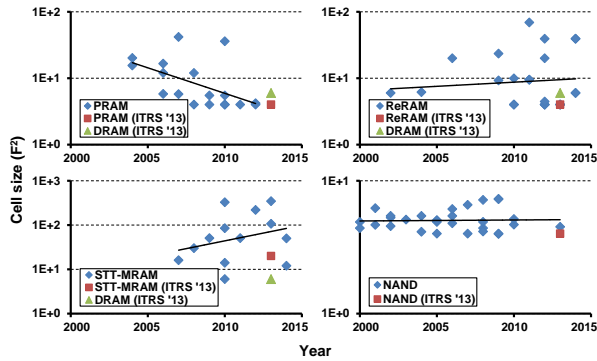 1E+2
1E+1
1E+0
PRAM
PRAM (ITRS '13)
DRAM (ITRS '13)
2000
2005
2010
2015
1E+2
1E+1
1E+0
ReRAM
ReRAM (ITRS '13)
DRAM (ITRS '13)
2000
2005
2010
2015
Cell size (F²)
1E+3
1E+2
1E+1
1E+0
STT-MRAM
STT-MRAM (ITRS '13)
DRAM (ITRS '13)
2000
2005
2010
2015
1E+1
1E+0
NAND
NAND (ITRS '13)
2000
2005
2010
2015
Year